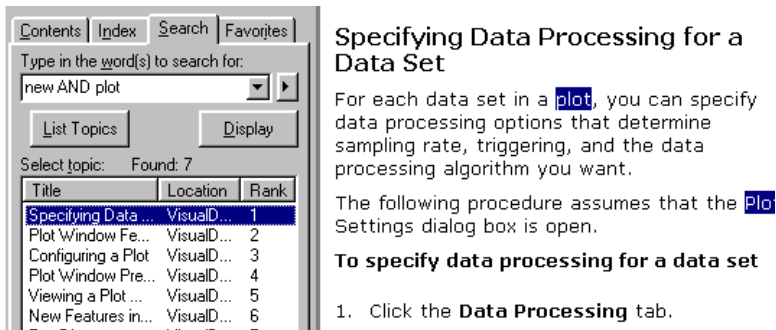 Contents Index Search Favorites
Type in the word(s) to search for:
new AND plot
List Topics Display
Select topic: Found: 7
Title Location Rank
Specifying Data ... VisualD... 1
Plot Window Fe... VisualD... 2
Configuring a Plot VisualD... 3
Plot Window Pre... VisualD... 4
Viewing a Plot ... VisualD... 5
New Features in... VisualD... 6
Specifying Data Processing for a
Data Set
For each data set in a plot, you can specify
data processing options that determine
sampling rate, triggering, and the data
processing algorithm you want.
The following procedure assumes that the Plot
Settings dialog box is open.
To specify data processing for a data set
1. Click the Data Processing tab.